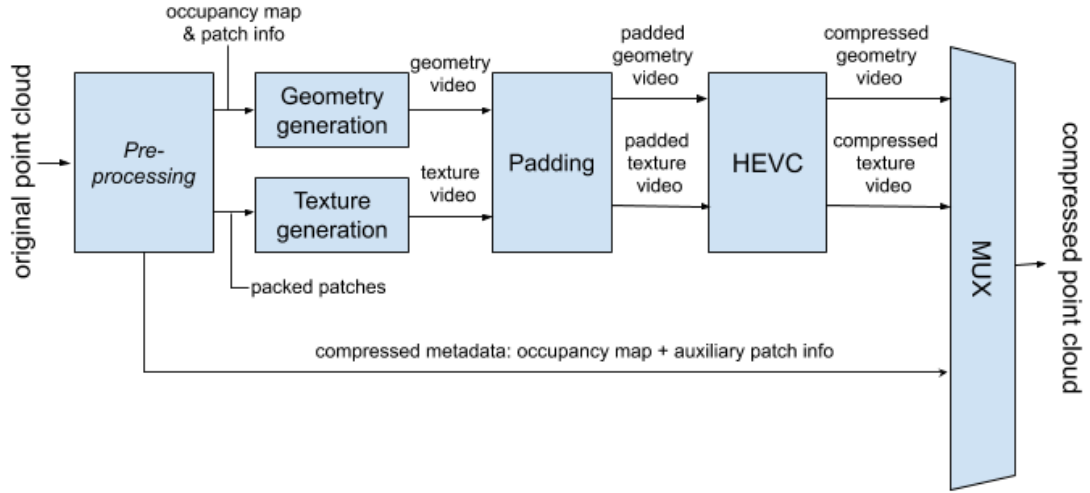 occupancy map
& patch info
original point cloud
Pre-
processing
Geometry
generation
geometry
video
Texture
generation
texture
video
packed patches
Padding
padded
geometry
video
padded
texture
video
HEVC
compressed
geometry
video
compressed
texture
video
compressed metadata: occupancy map + auxiliary patch info
MUX
compressed point cloud